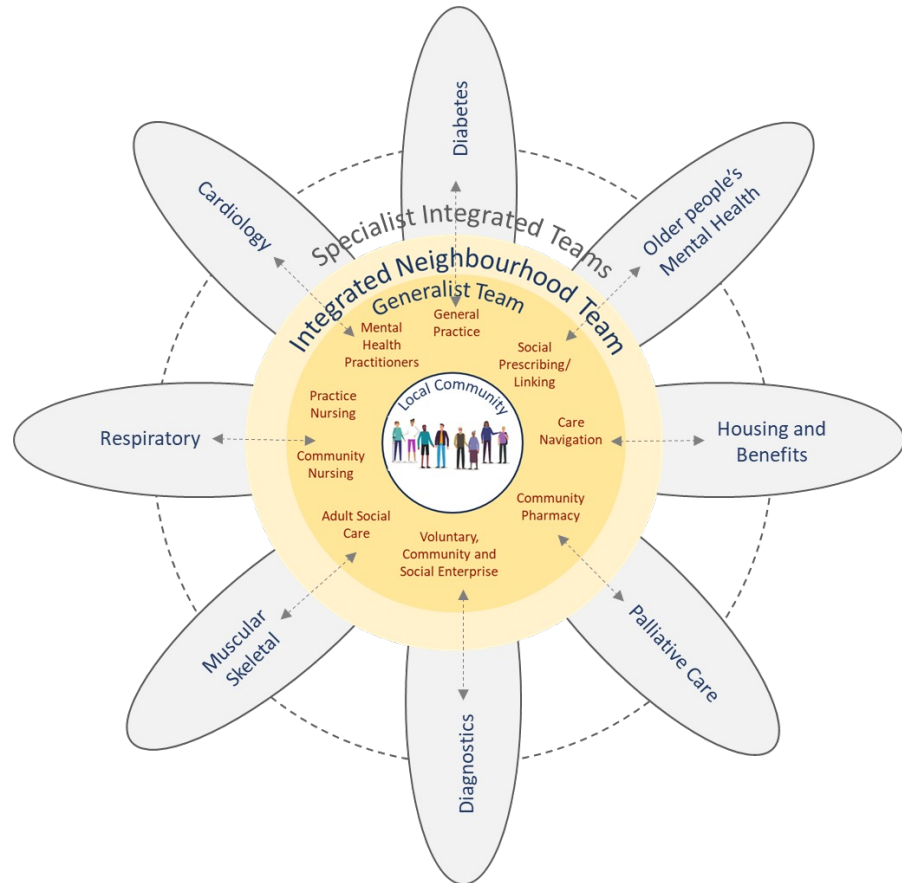 Diabetes
Cardiology
Older people's
Mental Health
Specialist Integrated Teams
Integrated Neighbourhood Team
Generalist Team
General
Practice
Mental
Health
Practitioners
Social
Prescribing/
Linking
Practice
Nursing
Local Community
Care
Navigation
Respiratory
Housing and
Benefits
Community
Nursing
Community
Pharmacy
Adult Social
Care
Voluntary,
Community and
Social Enterprise
Muscular
Skeletal
Palliative Care
Diagnostics